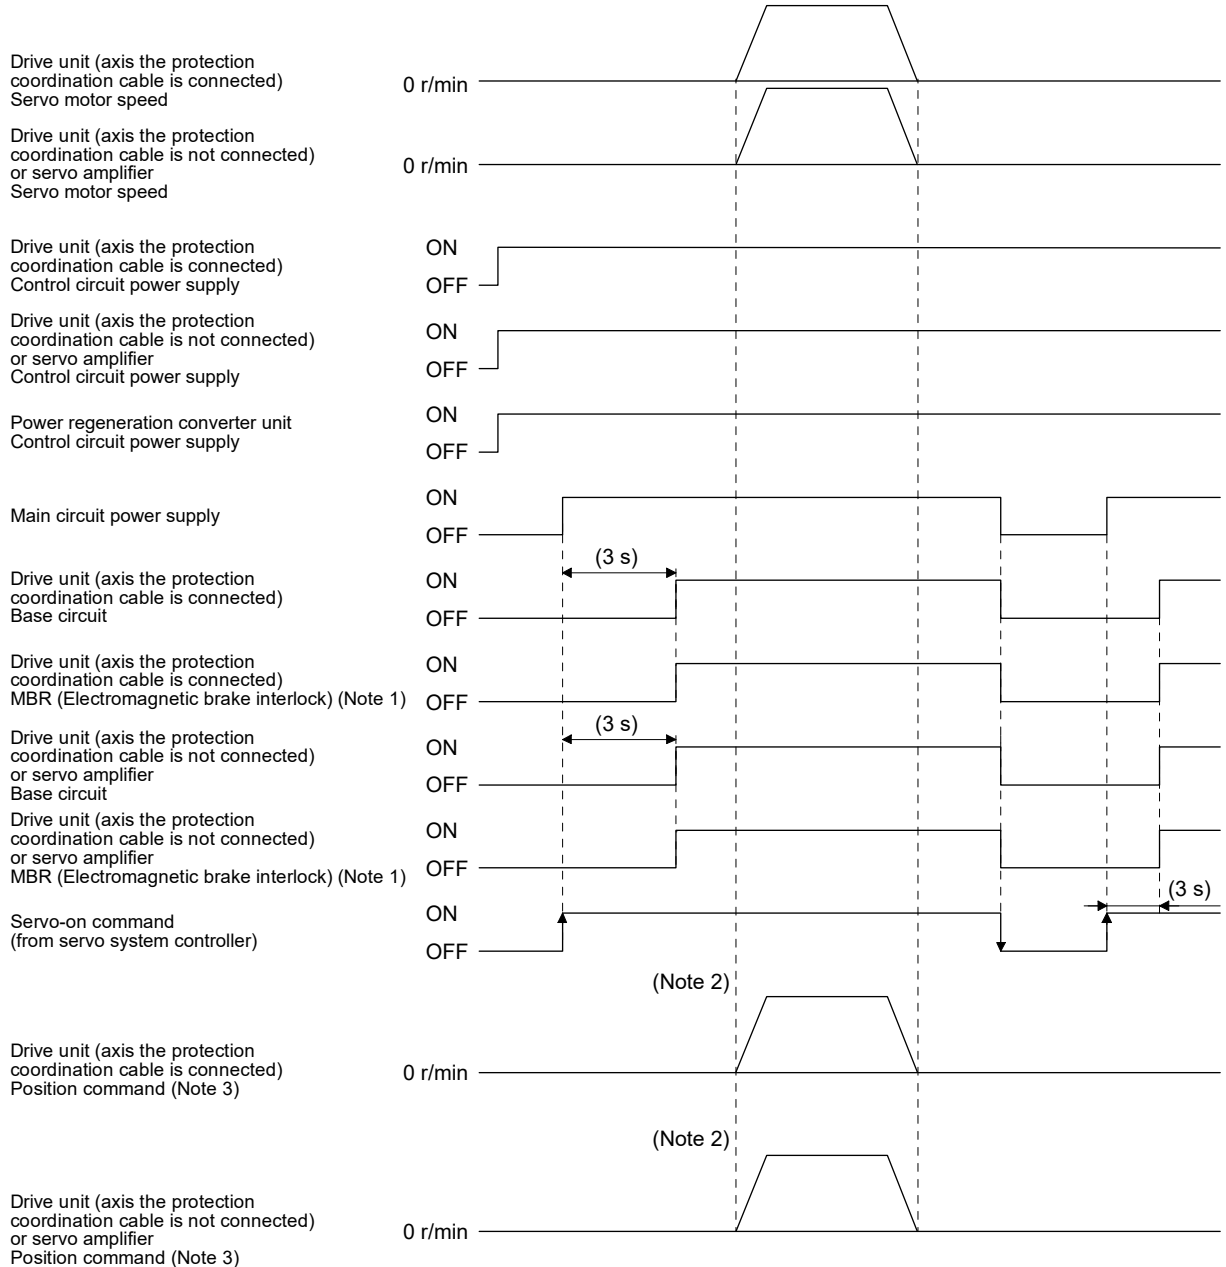 Drive unit (axis the protection
coordination cable is connected)
Servo motor speed
0 r/min
Drive unit (axis the protection
coordination cable is not connected)
or servo amplifier
Servo motor speed
0 r/min
Drive unit (axis the protection
coordination cable is connected)
Control circuit power supply
ON
OFF
Drive unit (axis the protection
coordination cable is not connected)
or servo amplifier
Control circuit power supply
ON
OFF
Power regeneration converter unit
Control circuit power supply
ON
OFF
Main circuit power supply
ON
OFF
(3 s)
Drive unit (axis the protection
coordination cable is connected)
Base circuit
ON
OFF
Drive unit (axis the protection
coordination cable is connected)
MBR (Electromagnetic brake interlock) (Note 1)
ON
OFF
(3 s)
Drive unit (axis the protection
coordination cable is not connected)
or servo amplifier
Base circuit
ON
OFF
Drive unit (axis the protection
coordination cable is not connected)
or servo amplifier
MBR (Electromagnetic brake interlock) (Note 1)
ON
OFF
(3 s)
Servo-on command
(from servo system controller)
ON
OFF
(Note 2)
Drive unit (axis the protection
coordination cable is connected)
Position command (Note 3)
0 r/min
(Note 2)
Drive unit (axis the protection
coordination cable is not connected)
or servo amplifier
Position command (Note 3)
0 r/min